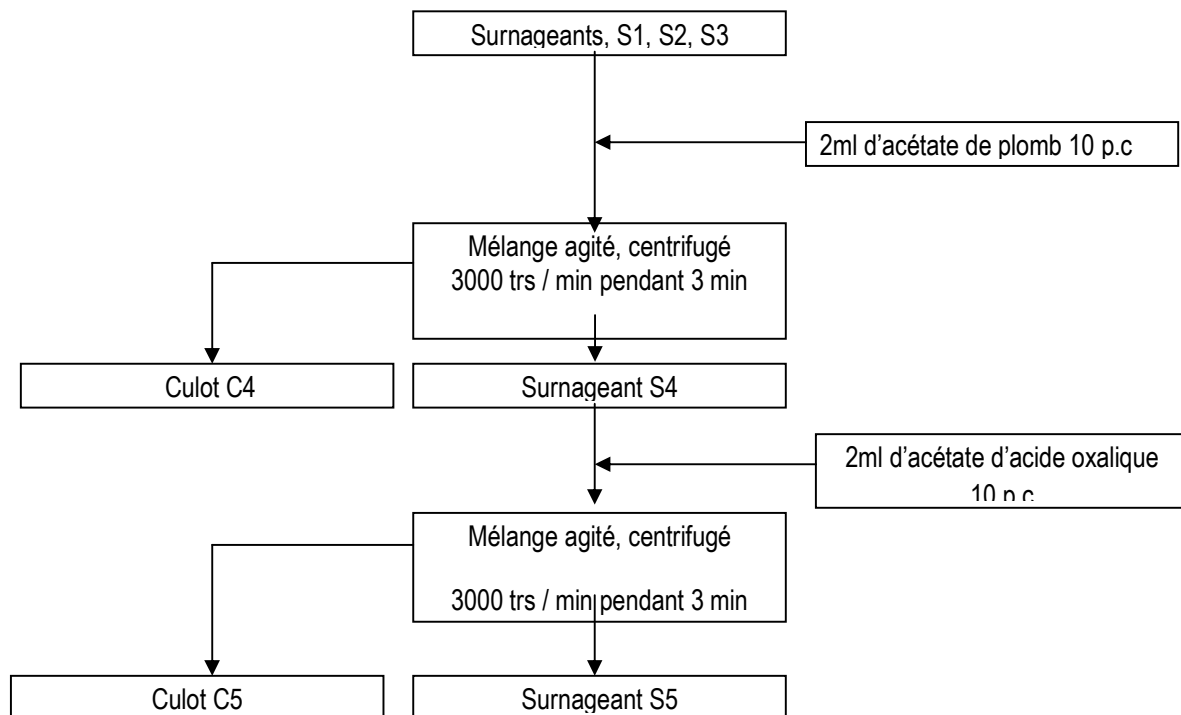 Surnageants, S1, S2, S3
2ml d’acétate de plomb 10 p.c
Mélange agité, centrifugé
3000 trs / min pendant 3 min
Culot C4
Surnageant S4
2ml d’acétate d’acide oxalique
10 p.c
Mélange agité, centrifugé
3000 trs / min pendant 3 min
Culot C5
Surnageant S5